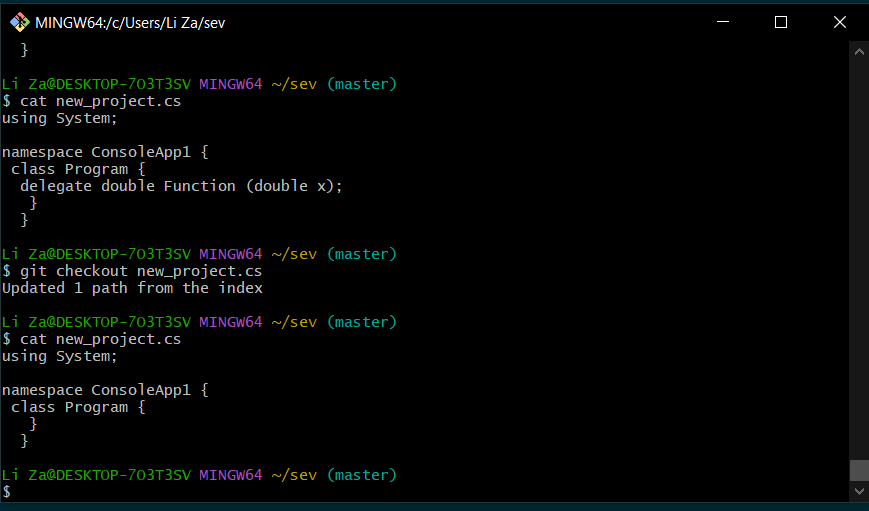 MINGW64:/c/Users/Li Za/sev
}
Li Za@DESKTOP-7O3T3SV MINGW64 ~/sev (master)
$ cat new_project.cs
using System;
namespace ConsoleApp1 {
class Program {
delegate double Function (double x);
}
}
Li Za@DESKTOP-7O3T3SV MINGW64 ~/sev (master)
$ git checkout new_project.cs
Updated 1 path from the index
Li Za@DESKTOP-7O3T3SV MINGW64 ~/sev (master)
$ cat new_project.cs
using System;
namespace ConsoleApp1 {
class Program {
}
}
Li Za@DESKTOP-7O3T3SV MINGW64 ~/sev (master)
$